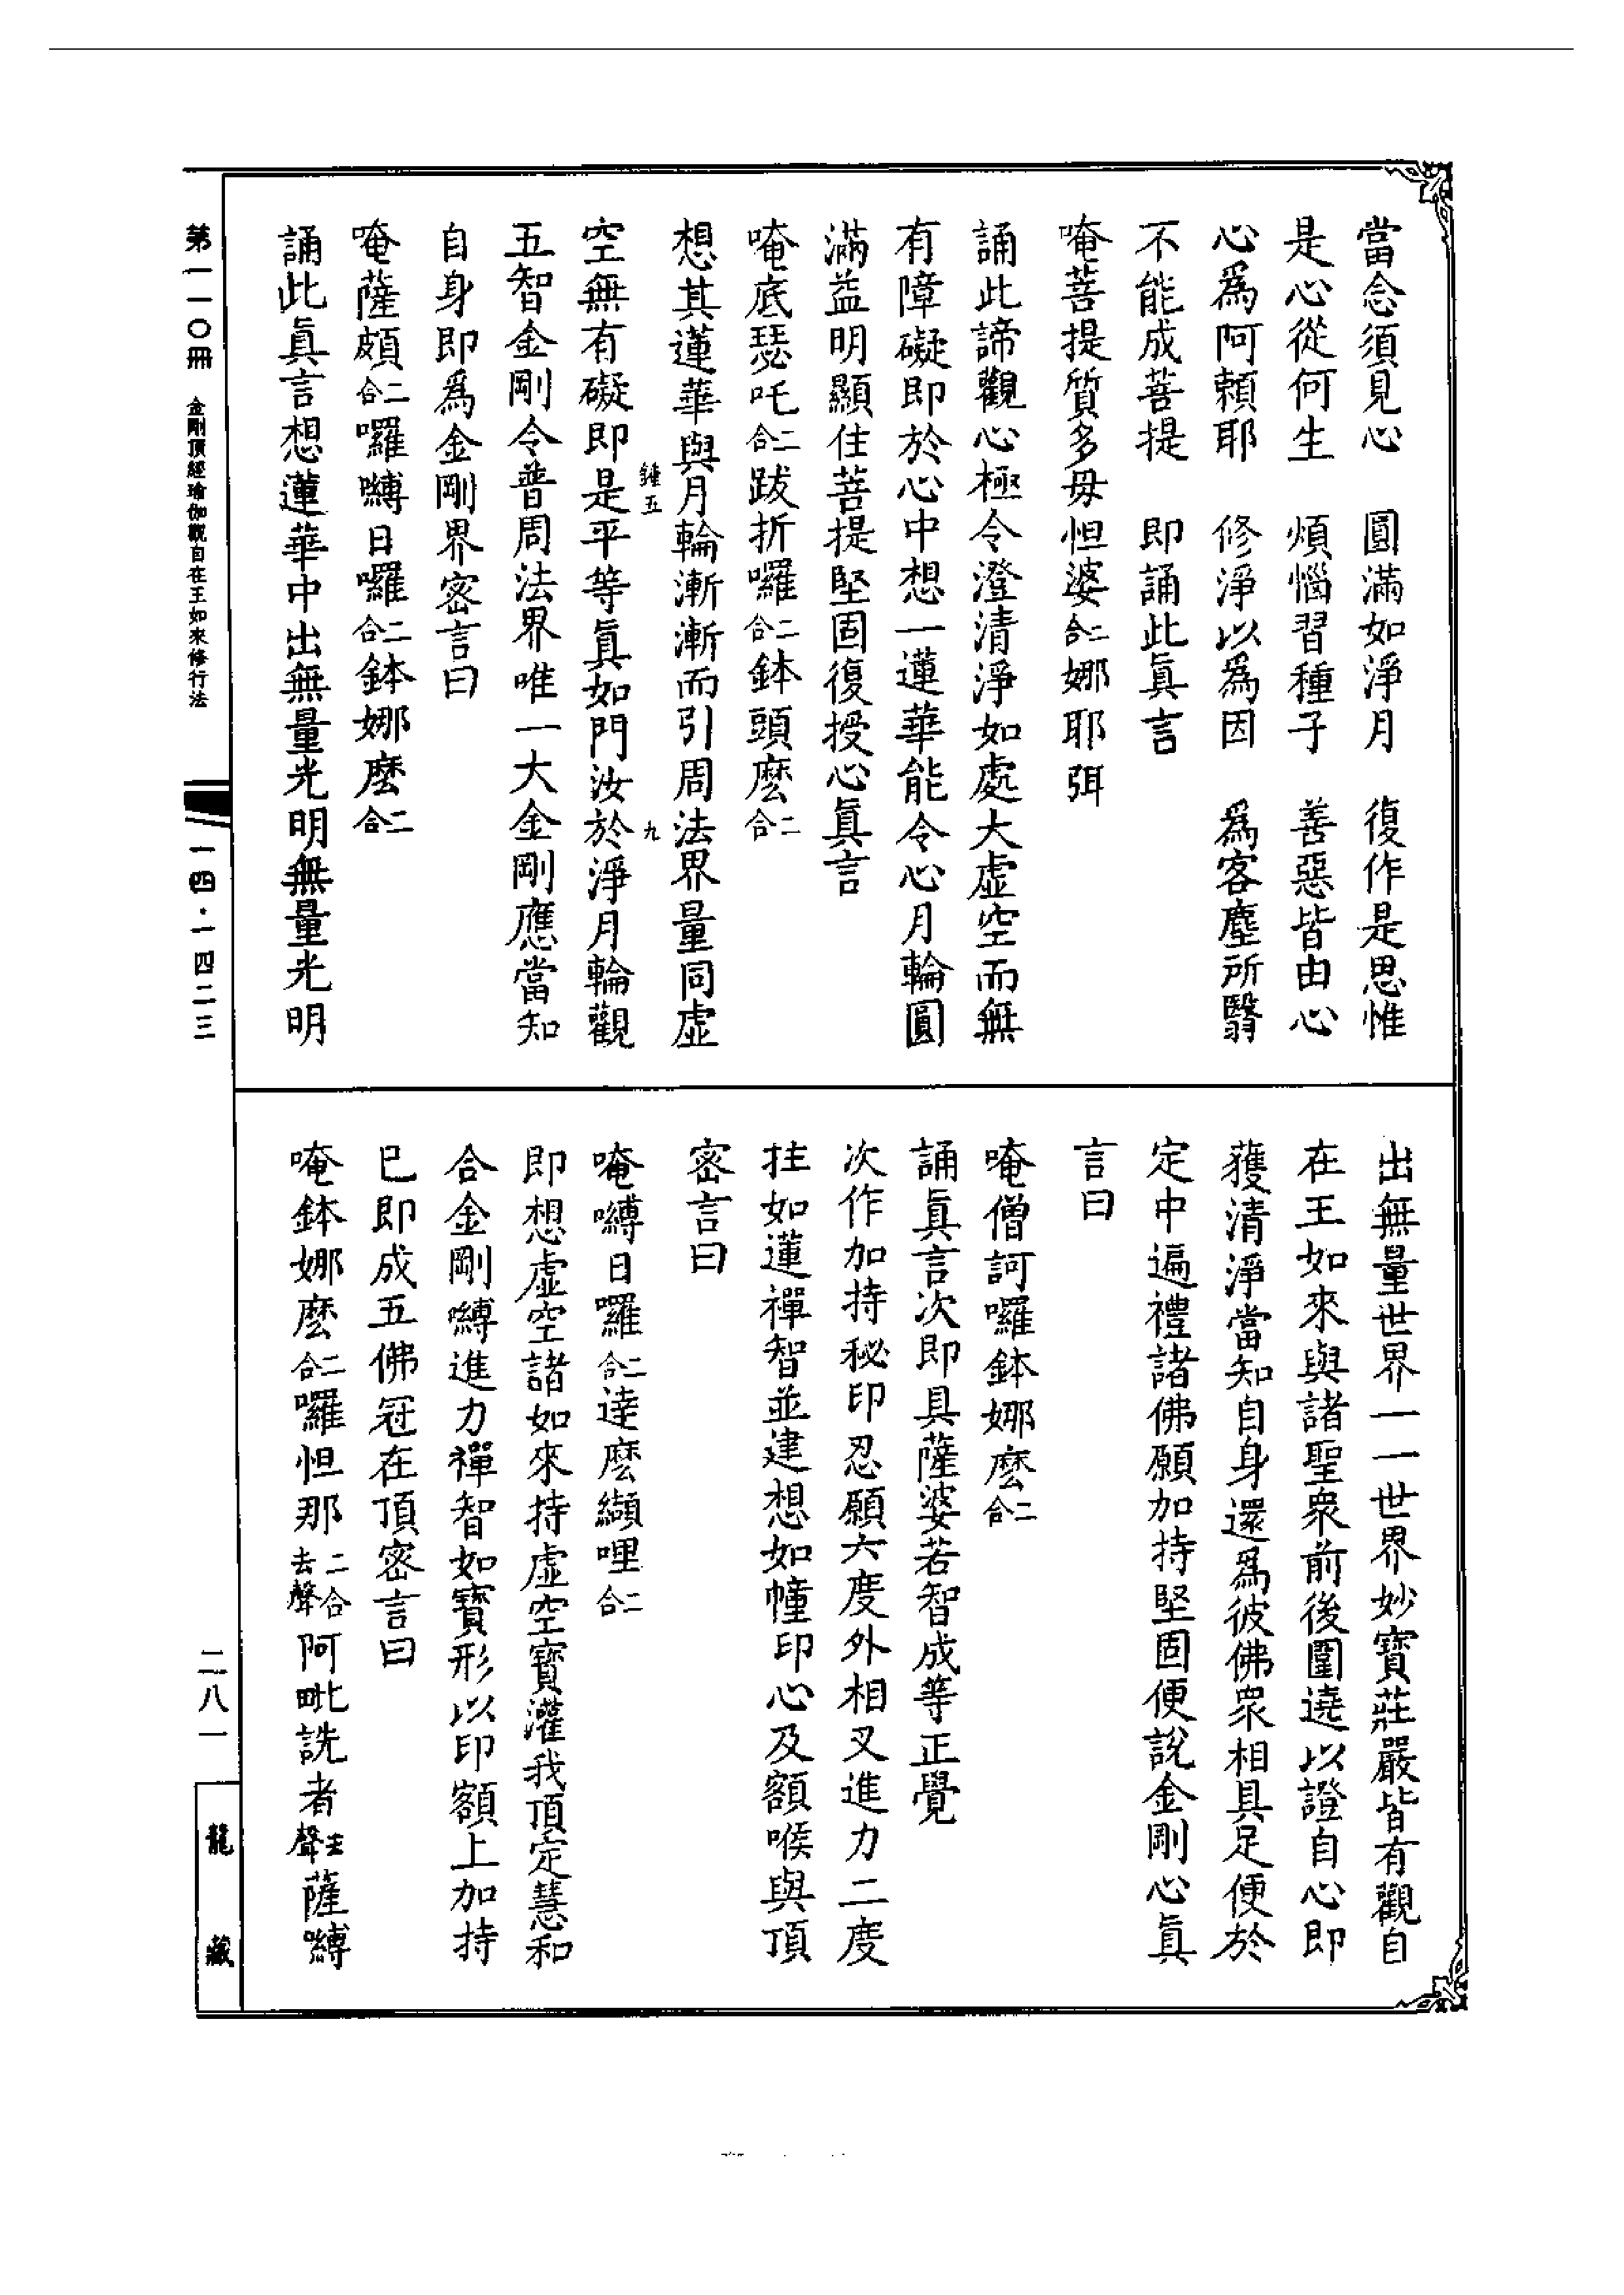 當念須見心　圓滿如淨月　復作是思惟
是心從何生　煩惱習種子　善惡皆由心
心爲阿賴耶　修淨以爲因　爲客塵所翳
不能成菩提　即誦此眞言
唵菩提質多毋怛婆二合娜耶弭
誦此諦觀心極令澄清淨如處大虛空而無
有障礙即於心中想一蓮華能令心月輪圓
滿益明顯住菩提堅固復授心眞言
唵底瑟吒二合跋折囉二合鉢頭麼二合
想其蓮華與月輪漸漸而引周法界量同虛
鍾五　九
空無有礙即是平等眞如門汝於淨月輪觀
五智金剛令普周法界唯一大金剛應當知
自身即爲金剛界密言曰
唵薩頗二合囉嚩日囉二合鉢娜麼二合
誦此眞言想蓮華中出無量光明無量光明
出無量世界一一世界妙寶莊嚴皆有觀自
在王如來與諸聖衆前後圍遶以證自心即
獲清淨當知自身還爲彼佛衆相具足便於
定中遍禮諸佛願加持堅固便說金剛心眞
言曰
唵僧訶囉鉢娜麼二合
誦眞言次即具薩婆若智成等正覺
次作加持秘印忍願六度外相叉進力二度
拄如蓮禪智並建想如幢印心及額喉與頂
密言曰
唵嚩日囉二合達麼纈哩二合
即想虛空諸如來持虛空寶灌我頂定慧和
合金剛嚩進力禪智如寶形以印額上加持
已即成五佛冠在頂密言曰
唵鉢娜麼二合囉怛那二合去聲阿毗詵者聲薩嚩
第一一〇冊　金剛頂經瑜伽觀自在王如來修行法
一四·一四二三
二八一
龍藏